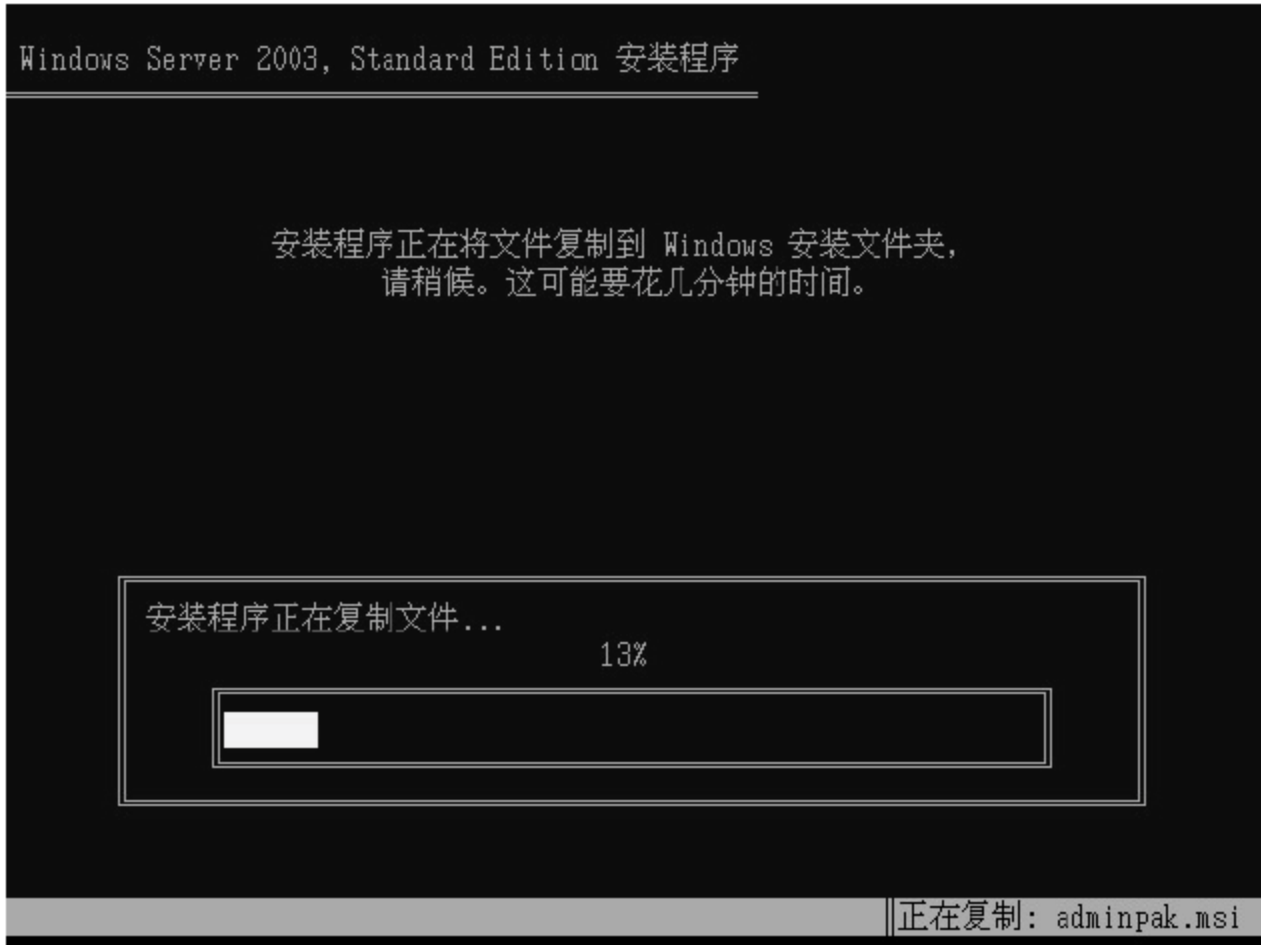 Windows Server 2003, Standard Edition 安装程序
安装程序正在将文件复制到 Windows 安装文件夹,
请稍候。这可能要花几分钟的时间。
安装程序正在复制文件...
13%
正在复制: adminpak.msi